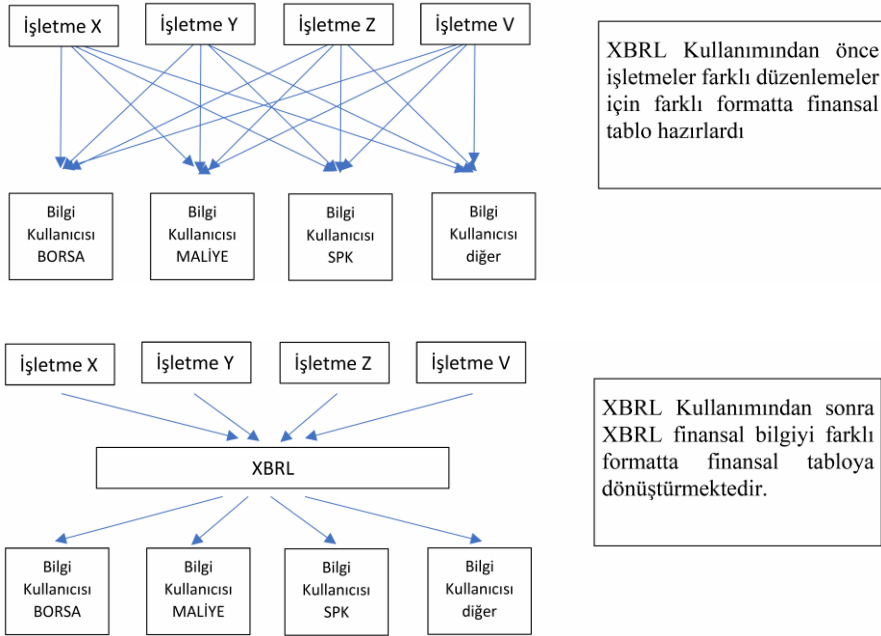 İşletme X
İşletme Y
İşletme Z
İşletme V
XBRL Kullanımından önce
işletmeler farklı düzenlemeler
için farklı formatta finansal
tablo hazırlardı
Bilgi
Kullanıcısı
BORSA
Bilgi
Kullanıcısı
MALİYE
Bilgi
Kullanıcısı
SPK
Bilgi
Kullanıcısı
diğer
İşletme X
İşletme Y
İşletme Z
İşletme V
XBRL Kullanımından sonra
XBRL finansal bilgiyi farklı
formatta finansal tabloya
dönüştürmektedir.
XBRL
Bilgi
Kullanıcısı
BORSA
Bilgi
Kullanıcısı
MALİYE
Bilgi
Kullanıcısı
SPK
Bilgi
Kullanıcısı
diğer